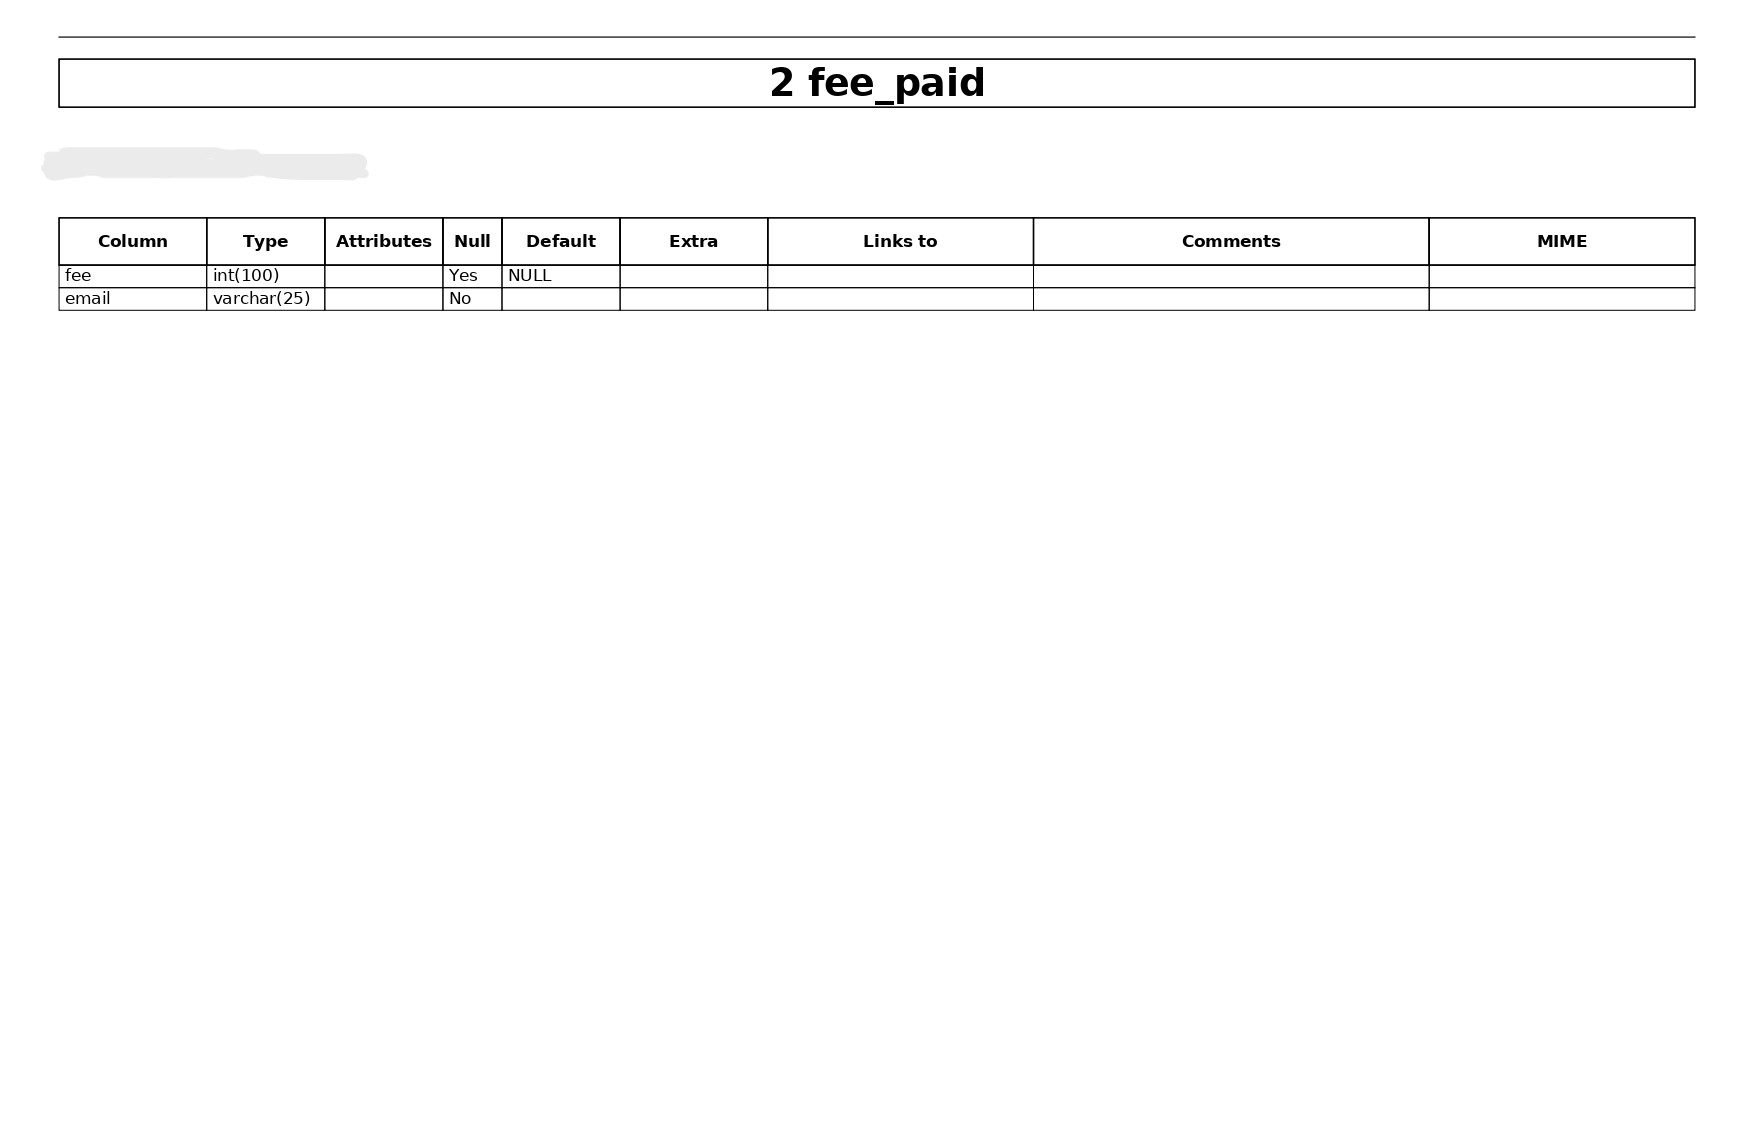 2 fee_paid
Column Type Attributes Null Default Extra Links to Comments MIME
fee int(100) Yes NULL
email varchar(25) No